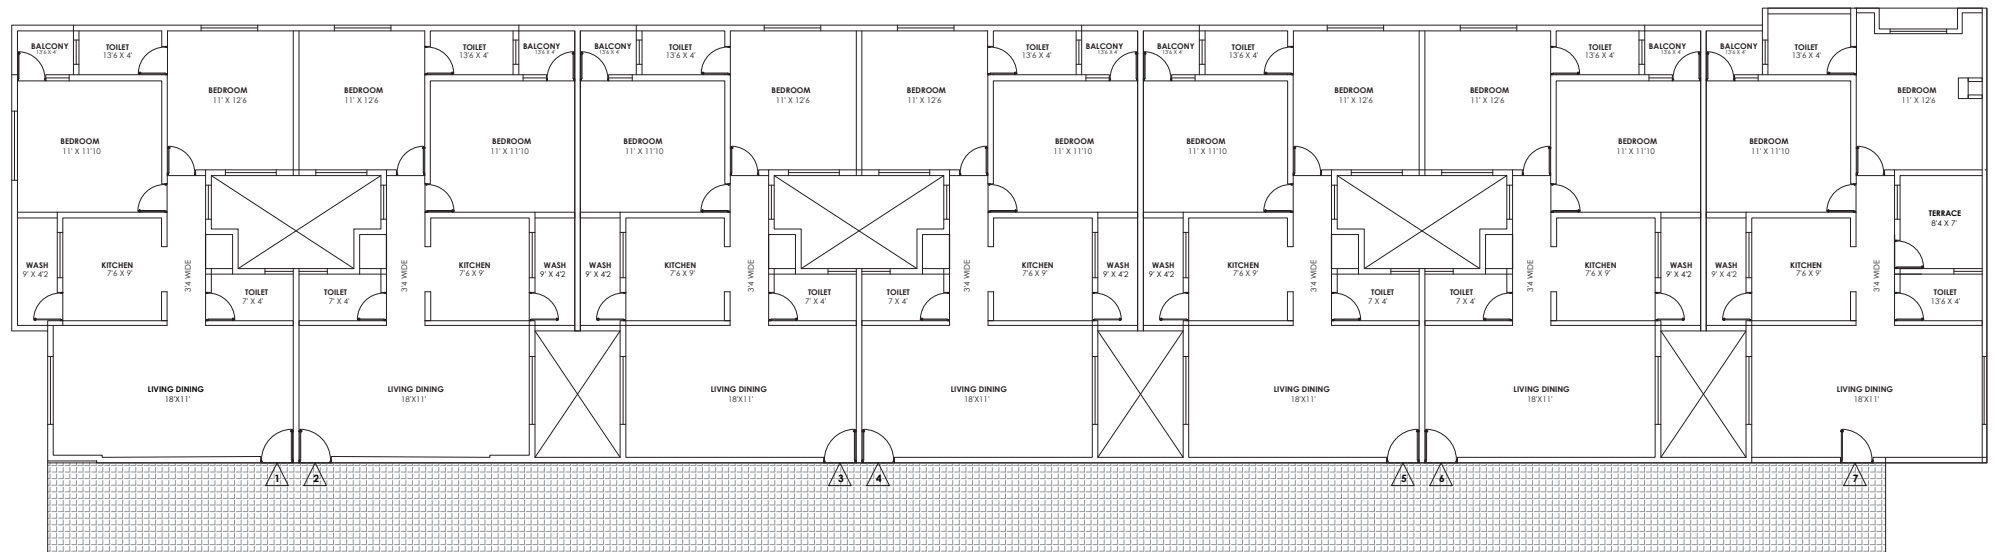 BALCONY
13'6 X 4'
TOILET
13'6 X 4'
TOILET
13'6 X 4'
BALCONY
13'6 X 4'
BALCONY
13'6 X 4'
TOILET
13'6 X 4'
TOILET
13'6 X 4'
BALCONY
13'6 X 4'
BALCONY
13'6 X 4'
TOILET
13'6 X 4'
TOILET
13'6 X 4'
BALCONY
13'6 X 4'
BALCONY
13'6 X 4'
TOILET
13'6 X 4'
BEDROOM
11' X 12'6
BEDROOM
11' X 12'6
BEDROOM
11' X 12'6
BEDROOM
11' X 12'6
BEDROOM
11' X 12'6
BEDROOM
11' X 12'6
BEDROOM
11' X 12'6
BEDROOM
11' X 11'10
BEDROOM
11' X 11'10
BEDROOM
11' X 11'10
BEDROOM
11' X 11'10
BEDROOM
11' X 11'10
BEDROOM
11' X 11'10
BEDROOM
11' X 11'10
TERRACE
8'4 X 7'
WASH
9' X 4'2
KITCHEN
7'6 X 9'
3'4 WIDE
3'4 WIDE
KITCHEN
7'6 X 9'
WASH
9' X 4'2
WASH
9' X 4'2
KITCHEN
7'6 X 9'
3'4 WIDE
3'4 WIDE
KITCHEN
7'6 X 9'
WASH
9' X 4'2
WASH
9' X 4'2
KITCHEN
7'6 X 9'
3'4 WIDE
3'4 WIDE
KITCHEN
7'6 X 9'
WASH
9' X 4'2
WASH
9' X 4'2
KITCHEN
7'6 X 9'
3'4 WIDE
TOILET
7' X 4'
TOILET
7' X 4'
TOILET
7' X 4'
TOILET
7 X 4'
TOILET
7 X 4'
TOILET
7 X 4'
TOILET
13'6 X 4'
LIVING DINING
18'X11'
LIVING DINING
18'X11'
LIVING DINING
18'X11'
LIVING DINING
18'X11'
LIVING DINING
18'X11'
LIVING DINING
18'X11'
LIVING DINING
18'X11'
1
2
3
4
5
6
7